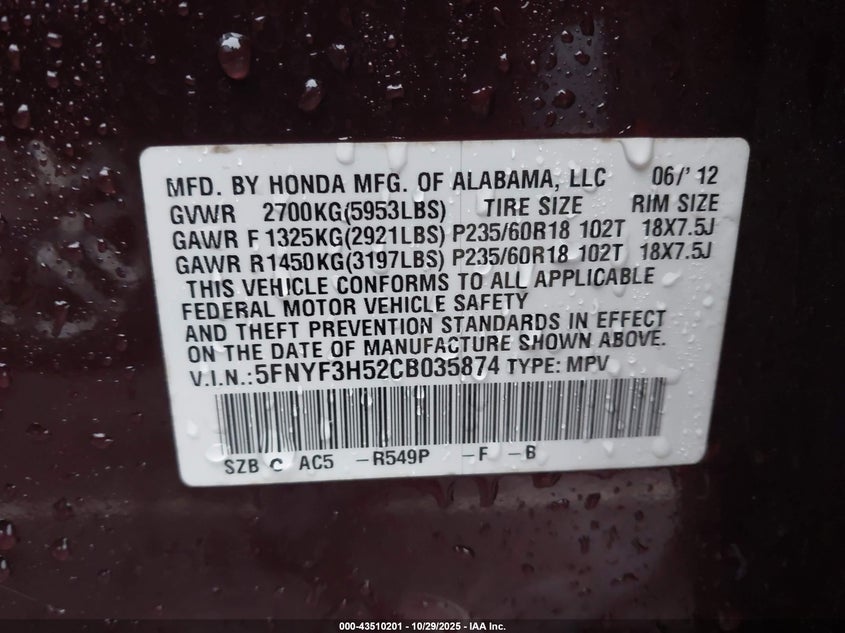 MFD. BY HONDA MFG. OF ALABAMA, LLC 06/'12
GVWR 2700KG(5953LBS) TIRE SIZE RIM SIZE
GAWR F 1325KG(2921LBS) P235/60R18 102T 18X7.5J
GAWR R1450KG(3197LBS) P235/60R18 102T 18X7.5J
THIS VEHICLE CONFORMS TO ALL APPLICABLE
FEDERAL MOTOR VEHICLE SAFETY
AND THEFT PREVENTION STANDARDS IN EFFECT
ON THE DATE OF MANUFACTURE SHOWN ABOVE.
V.I.N.:5FNYF3H52CB035874 TYPE: MPV
SZB C AC5 -R549P -F -B
000-43510201 - 10/29/2025 - IAA Inc.